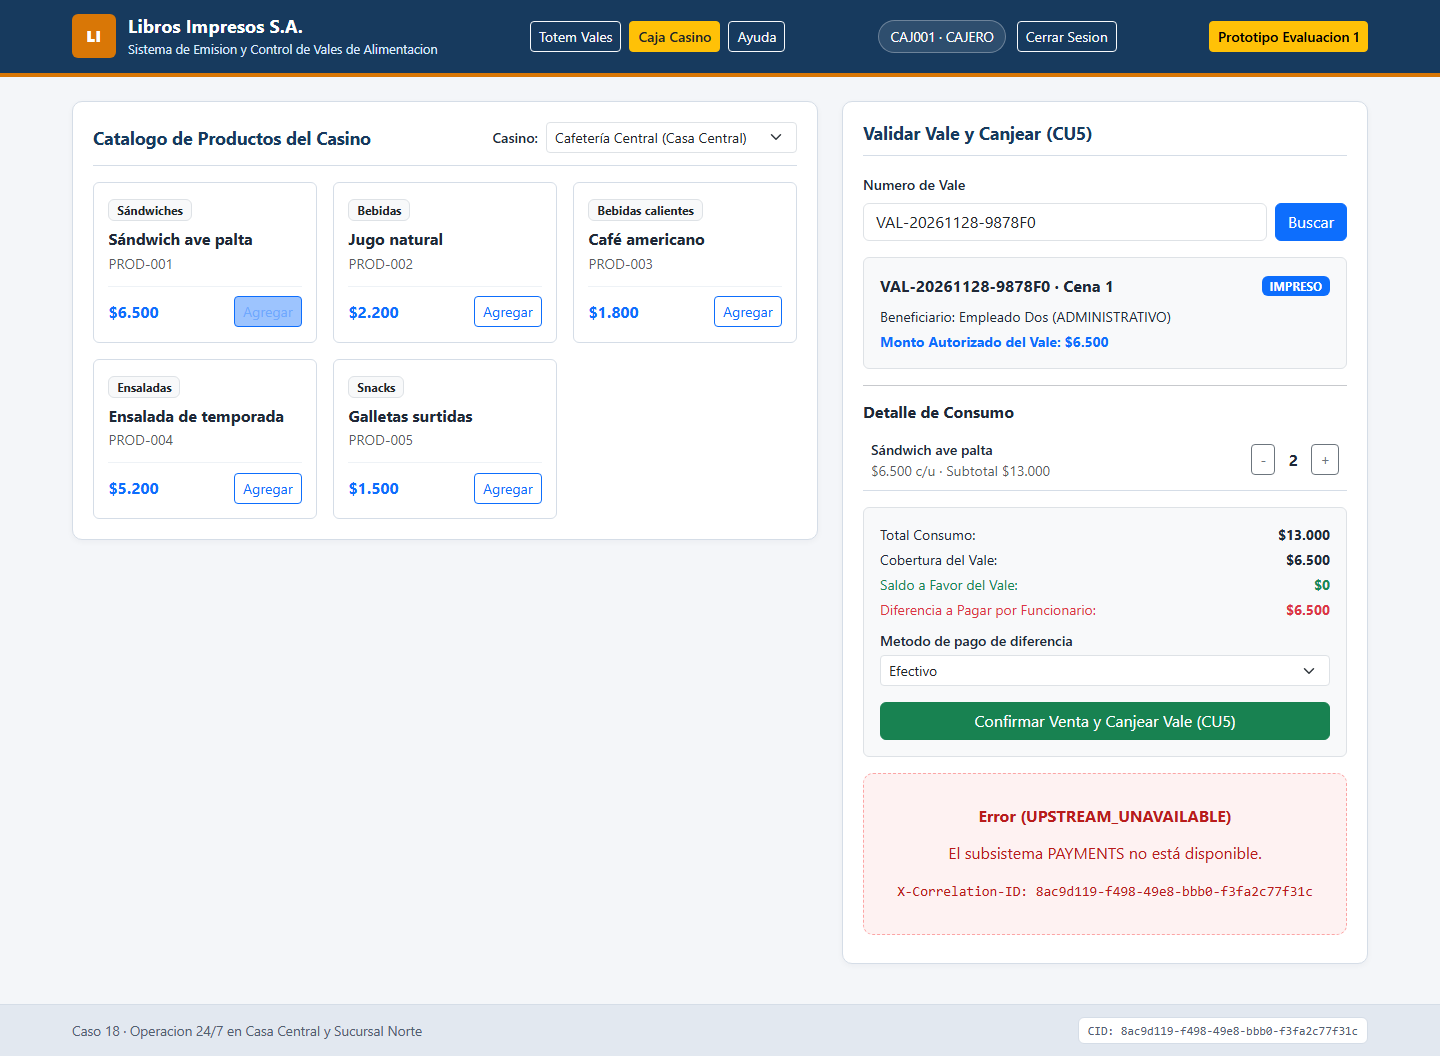 LI
Libros Impresos S.A.
Sistema de Emision y Control de Vales de Alimentacion
Totem Vales
Caja Casino
Ayuda
CAJ001 · CAJERO
Cerrar Sesion
Prototipo Evaluacion 1
Catalogo de Productos del Casino
Casino:
Cafetería Central (Casa Central)
Sándwiches
Sándwich ave palta
PROD-001
$6.500
Agregar
Bebidas
Jugo natural
PROD-002
$2.200
Agregar
Bebidas calientes
Café americano
PROD-003
$1.800
Agregar
Ensaladas
Ensalada de temporada
PROD-004
$5.200
Agregar
Snacks
Galletas surtidas
PROD-005
$1.500
Agregar
Validar Vale y Canjear (CU5)
Numero de Vale
VAL-20261128-9878F0
Buscar
VAL-20261128-9878F0 · Cena 1
IMPRESO
Beneficiario: Empleado Dos (ADMINISTRATIVO)
Monto Autorizado del Vale: $6.500
Detalle de Consumo
Sándwich ave palta
$6.500 c/u · Subtotal $13.000
-
2
+
Total Consumo:
$13.000
Cobertura del Vale:
$6.500
Saldo a Favor del Vale:
$0
Diferencia a Pagar por Funcionario:
$6.500
Metodo de pago de diferencia
Efectivo
Confirmar Venta y Canjear Vale (CU5)
Error (UPSTREAM_UNAVAILABLE)
El subsistema PAYMENTS no está disponible.
X-Correlation-ID: 8ac9d119-f498-49e8-bbb0-f3fa2c77f31c
Caso 18 · Operacion 24/7 en Casa Central y Sucursal Norte
CID: 8ac9d119-f498-49e8-bbb0-f3fa2c77f31c